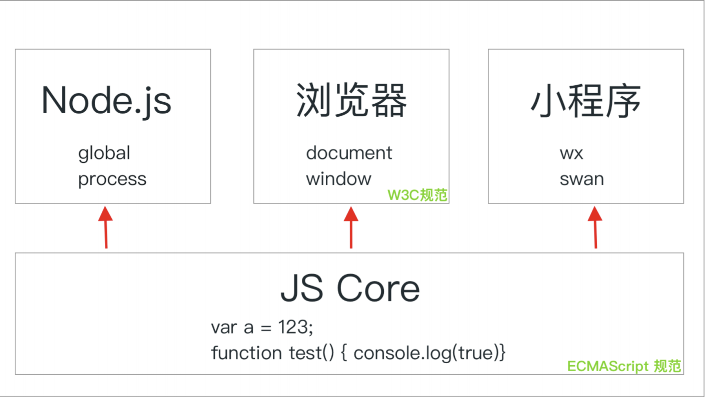 Node.js
global
process
浏览器
document
window
W3C规范
小程序
wx
swan
JS Core
var a = 123;
function test() { console.log(true)}
ECMAScript 规范